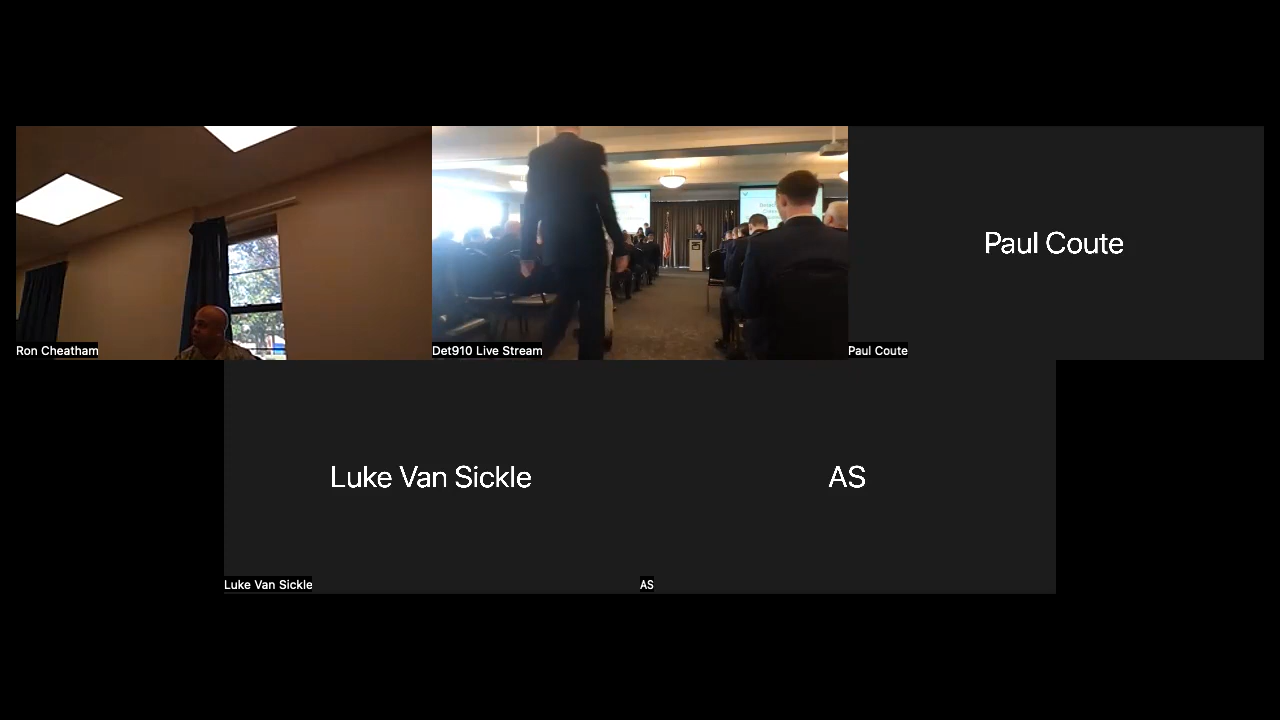 Paul Coute
Ron Cheatham
Det910 Live Stream
Paul Coute
Luke Van Sickle
AS
Luke Van Sickle
AS